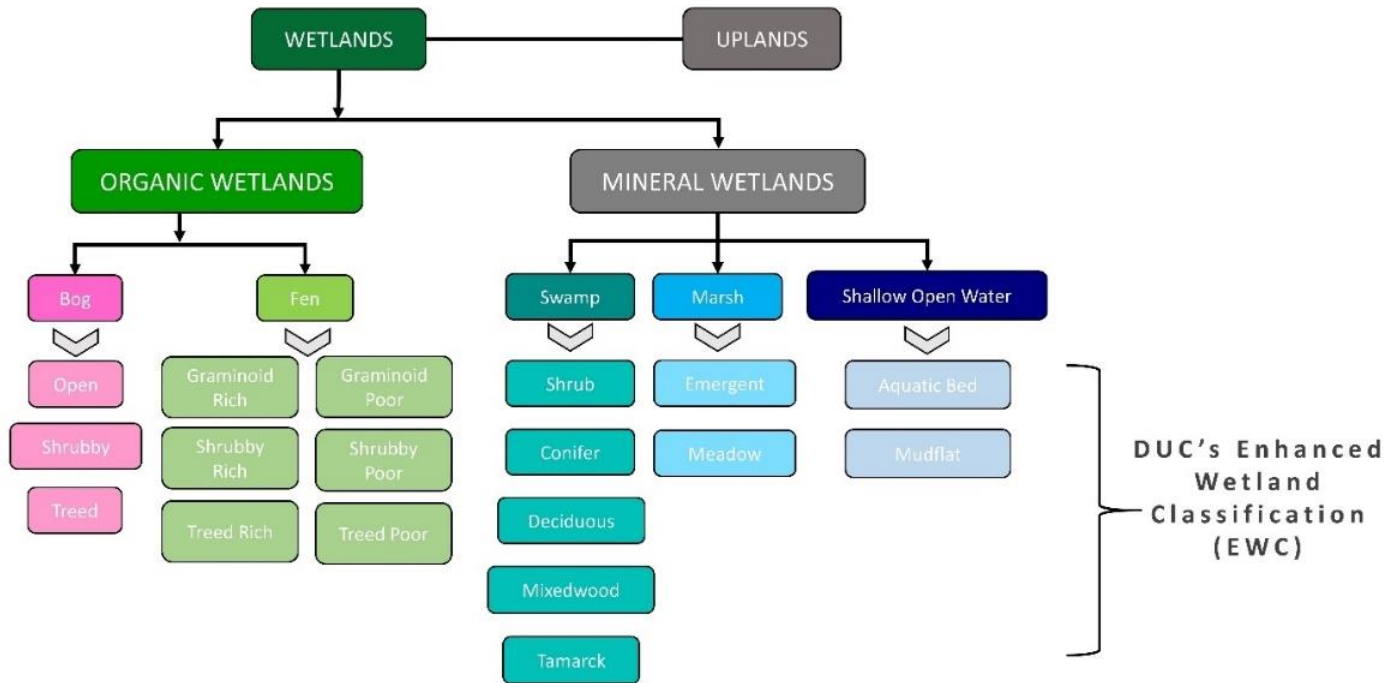 WETLANDS
UPLANDS
ORGANIC WETLANDS
MINERAL WETLANDS
Bog
Fen
Swamp
Marsh
Shallow Open Water
Open
Shrubby
Treed
Graminoid
Rich
Graminoid
Poor
Shrubby
Rich
Shrubby
Poor
Treed Rich
Treed Poor
Shrub
Conifer
Deciduous
Mixedwood
Tamarck
Emergent
Meadow
Aquatic Bed
Mudflat
DUC's Enhanced
Wetland
Classification
(EWC)